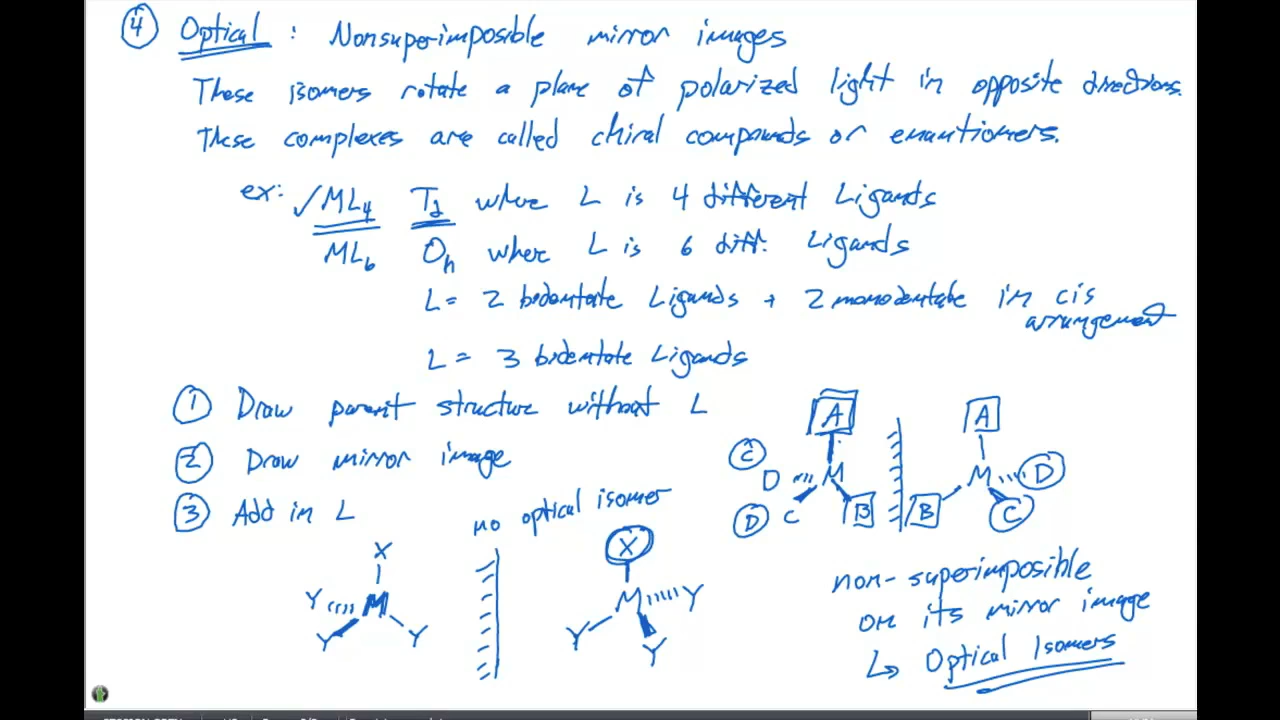 ④ Optical : Nonsuperimposible mirror images
These isomers rotate a plane of polarized light in opposite directions.
These complexes are called chiral compounds or enantiomers.
ex: ✓ML4 Td where L is 4 different Ligands
ML6 Oh where L is 6 diff. Ligands
L = 2 bidentate Ligands + 2 monodentate in cis
arrangement
L = 3 bidentate Ligands
① Draw parent structure without L
② Draw mirror image
③ Add in L
no optical isomer
X
Y M Y
Y
X
M Y
Y Y
A
C
D M
D C B
A
M D
B C
non-superimposible
on its mirror image
↳ Optical Isomers